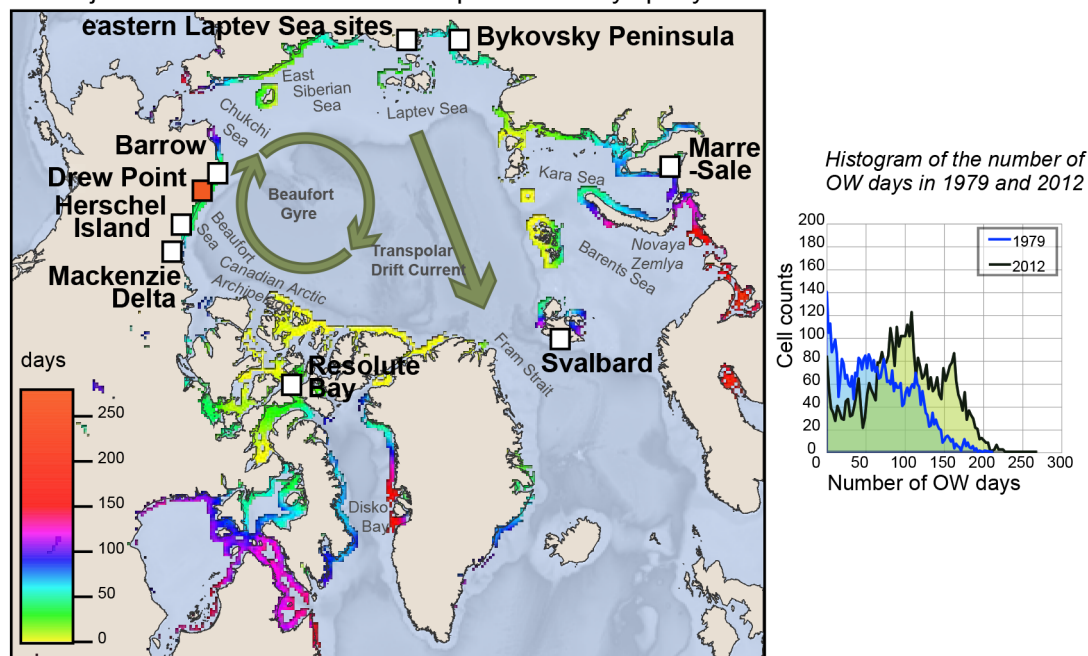 eastern Laptev Sea sites
Bykovsky Peninsula
East
Siberian
Sea
Laptev Sea
Chukchi
Sea
Barrow
Marre
-Sale
Drew Point
Kara Sea
Herschel
Island
Beaufort
Gyre
Beaufort
Sea
Transpolar
Drift Current
Novaya
Zemlya
Barents Sea
Mackenzie
Delta
Canadian Arctic
Archipelago
Fram Strait
Svalbard
Resolute
Bay
Disko
Bay
days
250
200
150
100
50
0
Histogram of the number of
OW days in 1979 and 2012
200
180
160
140
120
100
80
60
40
20
0
Cell counts
1979
2012
0 50 100 150 200 250 300
Number of OW days